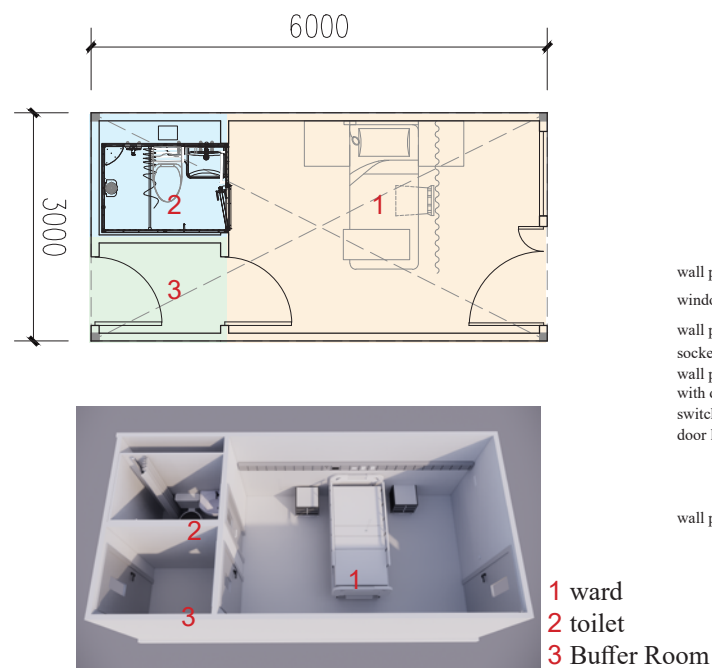 6000
3000
1
2
3
wall p
windo
wall p
socke
wall p
with
switch
door
wall p
2
1
3
1 ward
2 toilet
3 Buffer Room